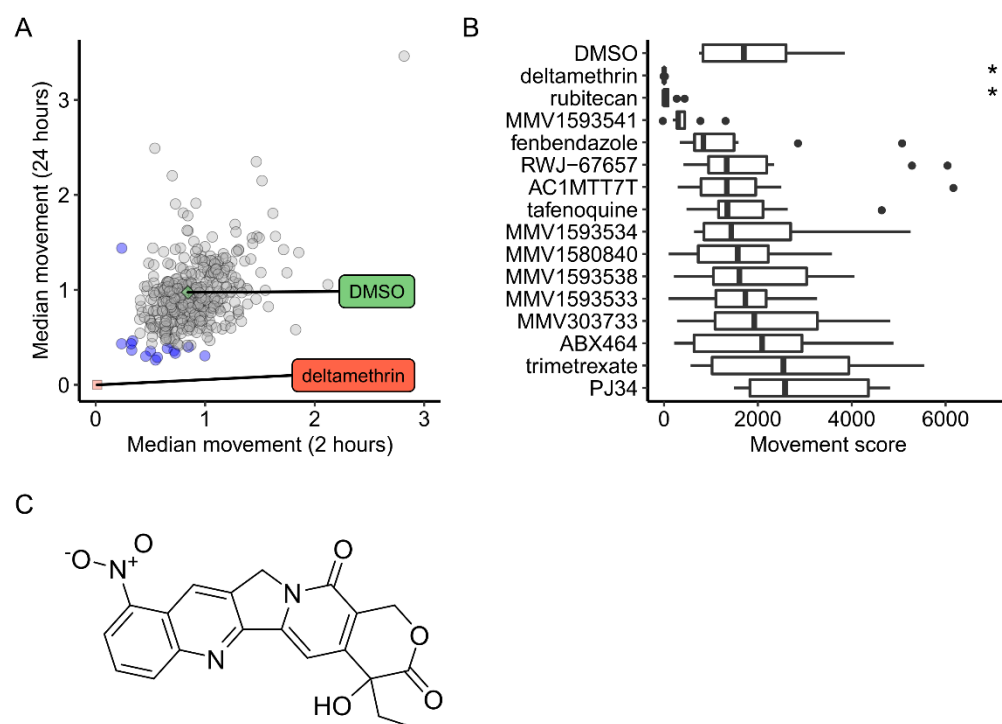 A
Median movement (24 hours)
3
2
1
0
DMSO
deltamethrin
0
1
2
3
Median movement (2 hours)
B
DMSO
deltamethrin
*
rubitecan
*
MMV1593541
fenbendazole
RWJ−67657
AC1MTT7T
tafenoquine
MMV1593534
MMV1580840
MMV1593538
MMV1593533
MMV303733
ABX464
trimetrexate
PJ34
0
2000
4000
6000
Movement score
C
O
-O
N+
O
N
O
N
HO
O